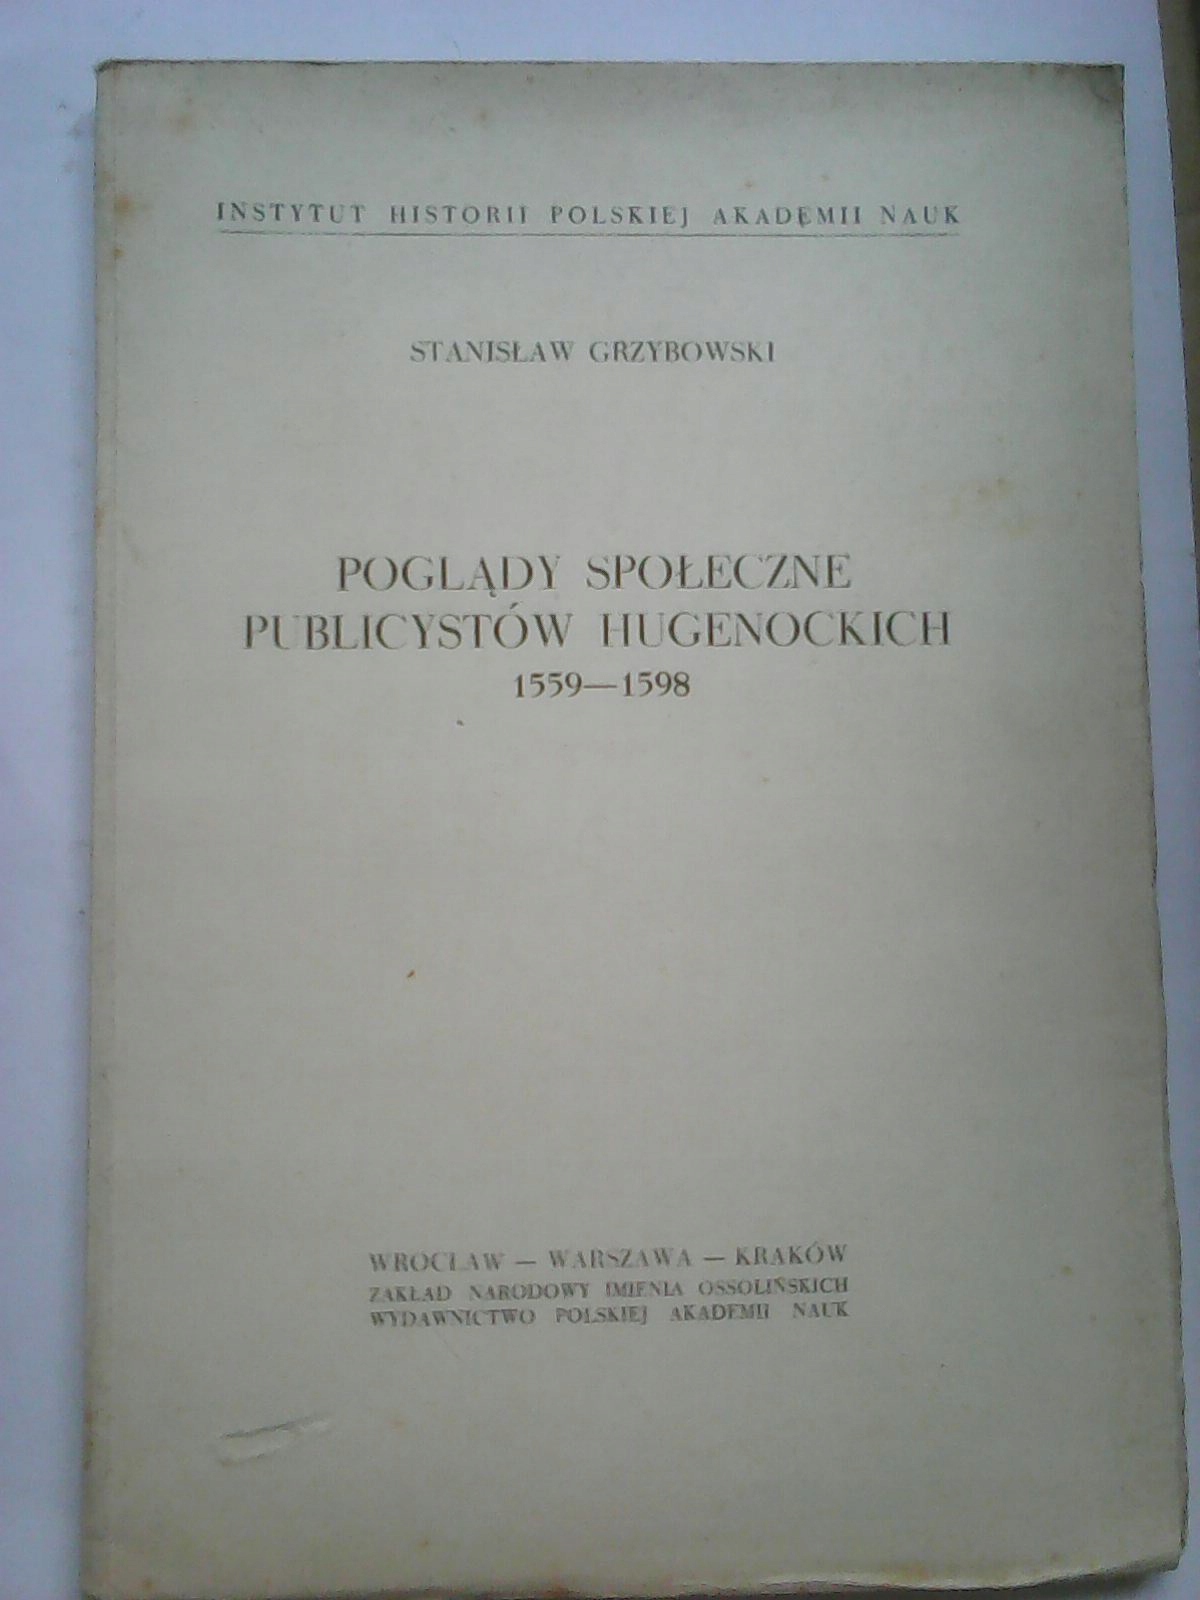 INSTYTUT HISTORII POLSKIEJ AKADEMII NAUK
STANISŁAW GRZYBOWSKI
POGLĄDY SPOŁECZNE
PUBLICYSTÓW HUGENOCKICH
1559—1598
WROCŁAW — WARSZAWA — KRAKÓW
ZAKŁAD NARODOWY IMIENIA OSSOLIŃSKICH
WYDAWNICTWO POLSKIEJ AKADEMII NAUK